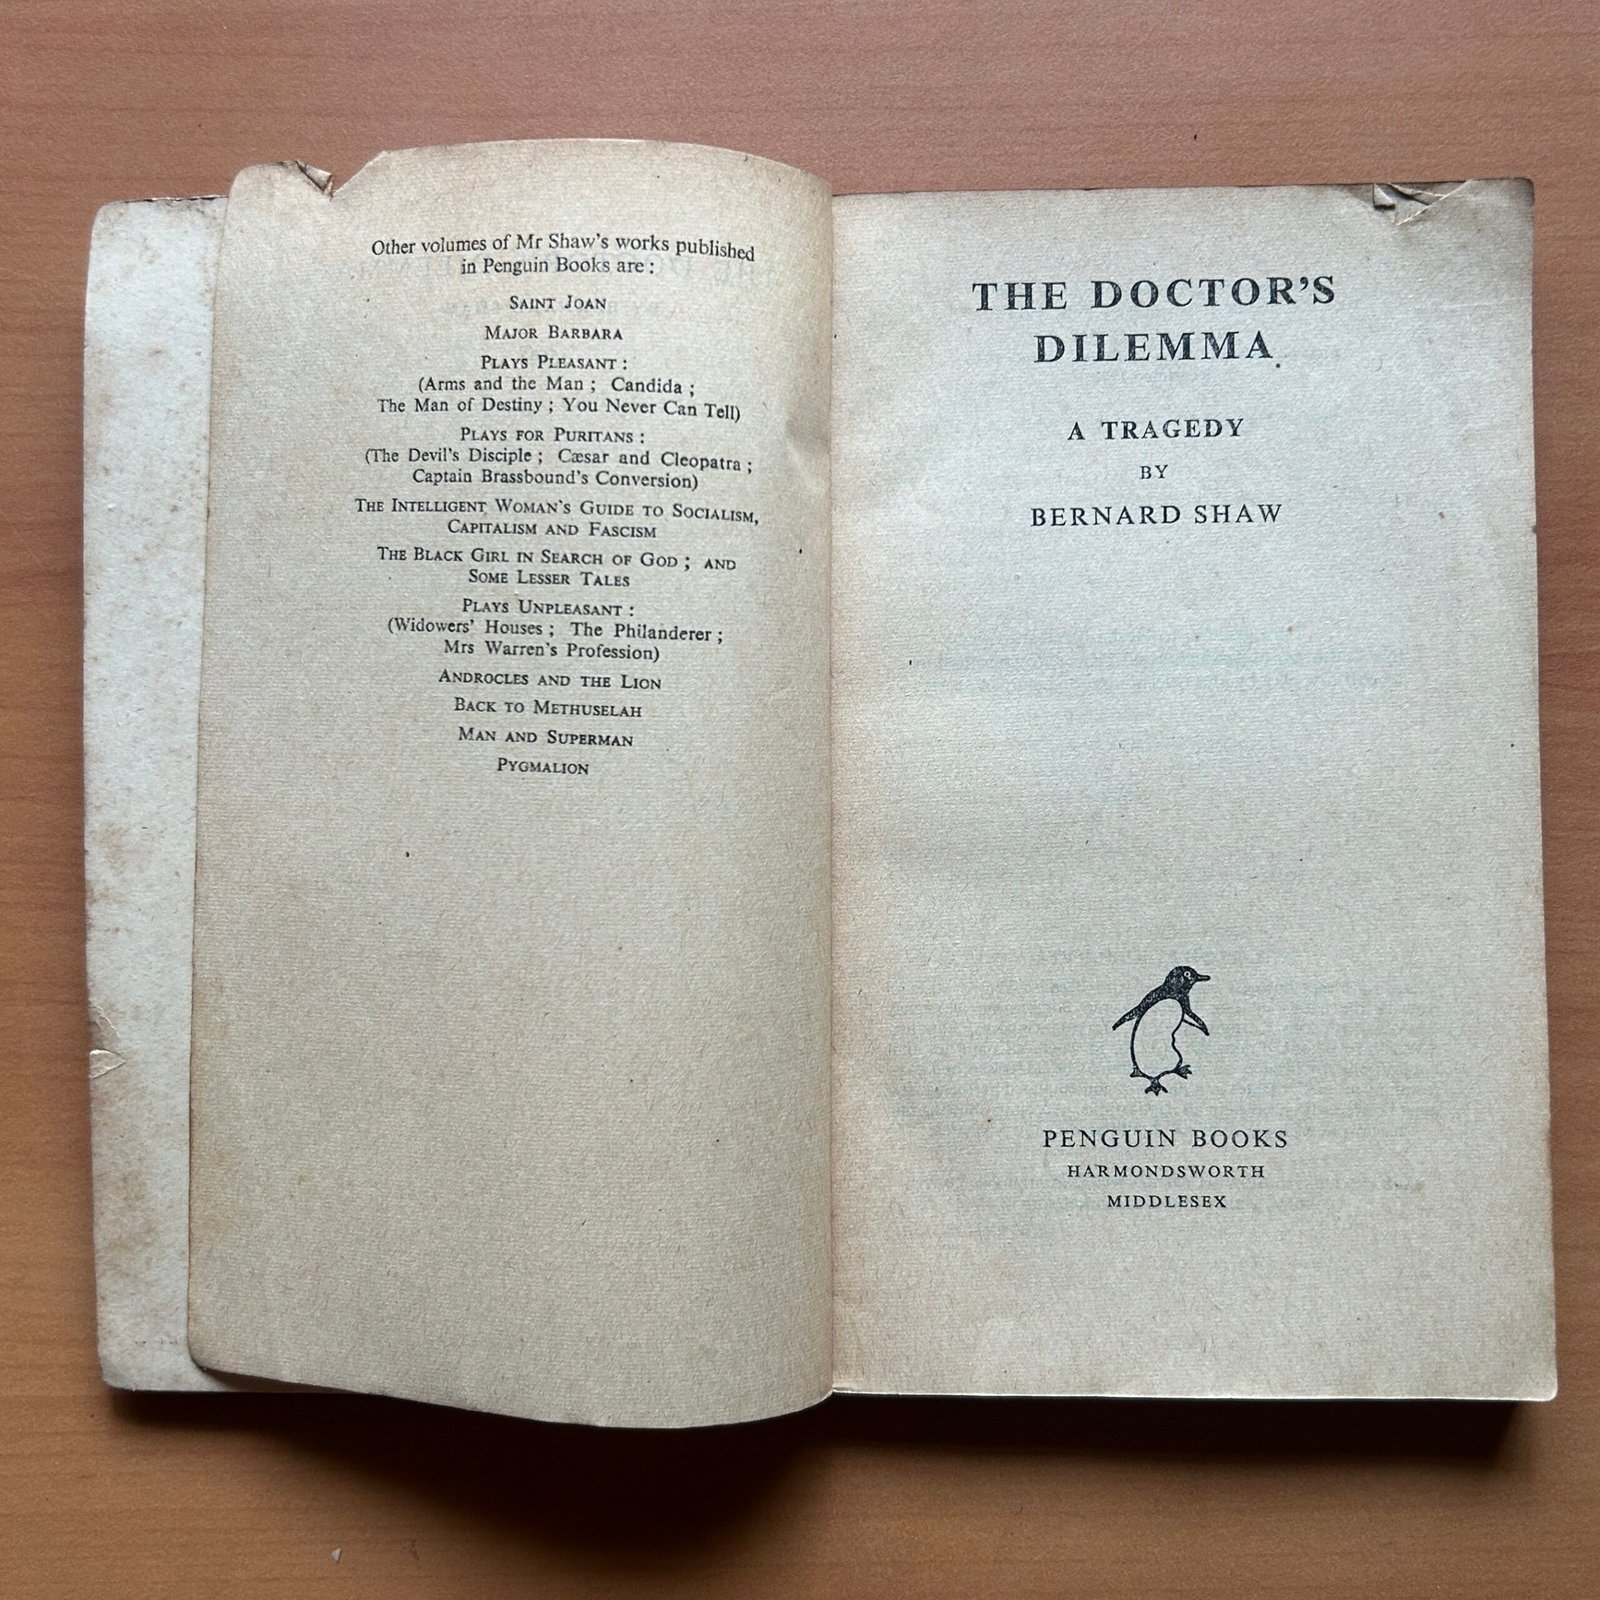 Other volumes of Mr Shaw's works published
in Penguin Books are :
SAINT JOAN
MAJOR BARBARA
PLAYS PLEASANT :
(Arms and the Man ; Candida ;
The Man of Destiny ; You Never Can Tell)
PLAYS FOR PURITANS :
(The Devil's Disciple ; Cæsar and Cleopatra ;
Captain Brassbound's Conversion)
THE INTELLIGENT WOMAN'S GUIDE TO SOCIALISM,
CAPITALISM AND FASCISM
THE BLACK GIRL IN SEARCH OF GOD ; AND
SOME LESSER TALES
PLAYS UNPLEASANT :
(Widowers' Houses ; The Philanderer ;
Mrs Warren's Profession)
ANDROCLES AND THE LION
BACK TO METHUSELAH
MAN AND SUPERMAN
PYGMALION
THE DOCTOR'S
DILEMMA
A TRAGEDY
BY
BERNARD SHAW
PENGUIN BOOKS
HARMONDSWORTH
MIDDLESEX